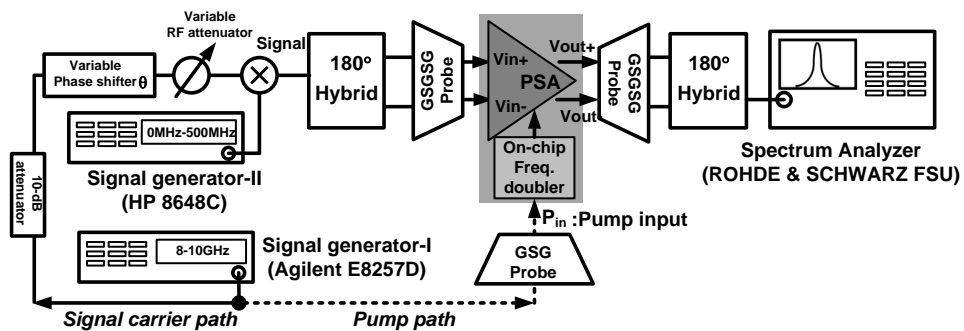 Variable
RF attenuator
Signal
Variable
Phase shifter θ
180°
Hybrid
GSGSG
Probe
Vin+
Vin-
PSA
Vout+
Vout
GSGSG
Probe
180°
Hybrid
0MHz-500MHz
Signal generator-II
(HP 8648C)
On-chip
Freq.
doubler
Spectrum Analyzer
(ROHDE & SCHWARZ FSU)
10-dB
attenuator
Pin :Pump input
8-10GHz
Signal generator-I
(Agilent E8257D)
GSG
Probe
Signal carrier path
Pump path